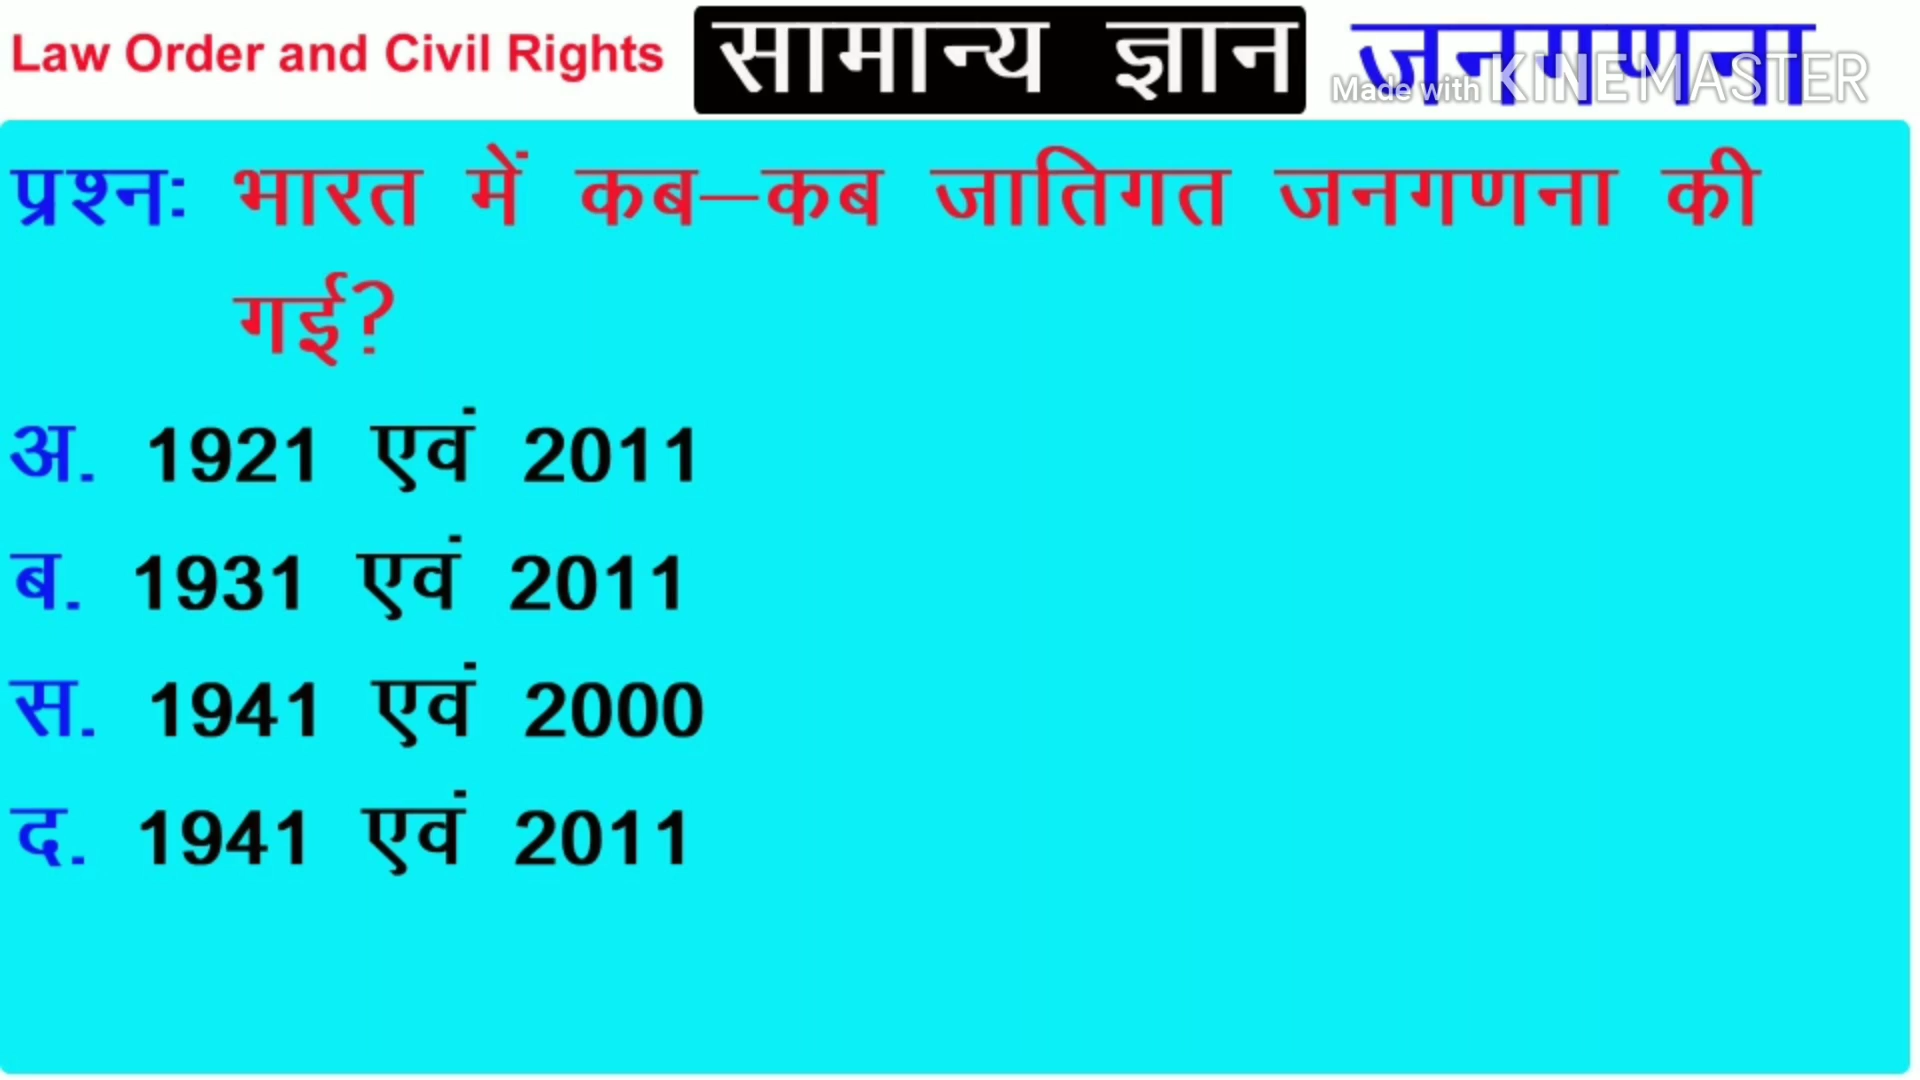 Law Order and Civil Rights सामान्य ज्ञान जनगणना
Made with KINEMASTER
प्रश्नः भारत में कब–कब जातिगत जनगणना की
गई?
अ. 1921 एवं 2011
ब. 1931 एवं 2011
स. 1941 एवं 2000
द. 1941 एवं 2011